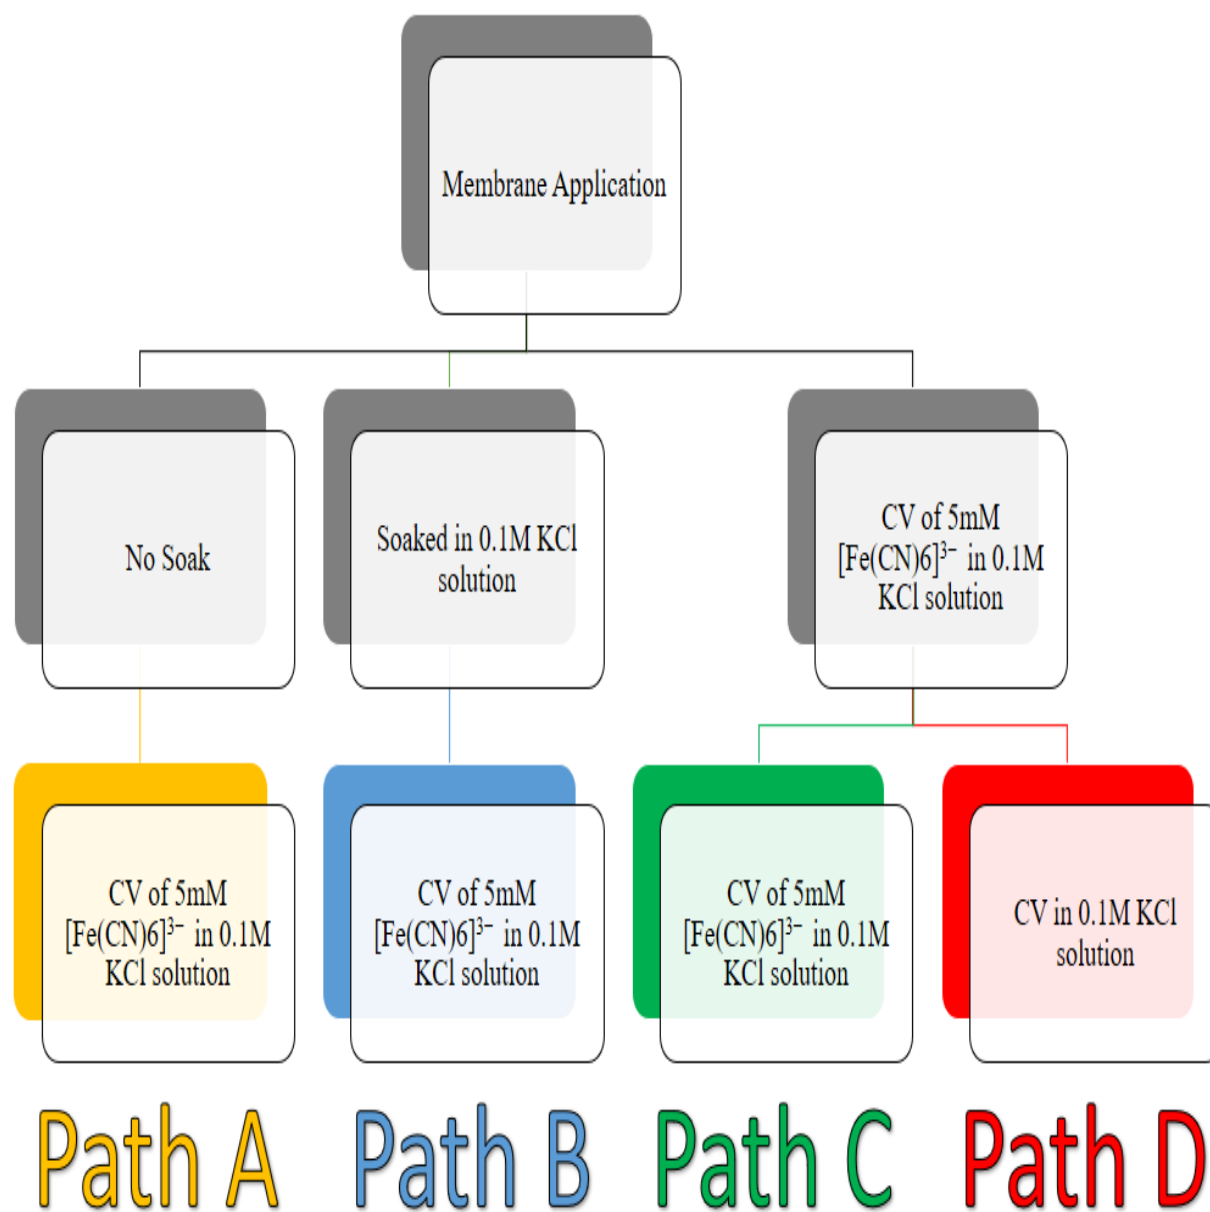 Membrane Application
No Soak
Soaked in 0.1M KCl
solution
CV of 5mM
[Fe(CN)6]³⁻ in 0.1M
KCl solution
CV of 5mM
[Fe(CN)6]³⁻ in 0.1M
KCl solution
CV of 5mM
[Fe(CN)6]³⁻ in 0.1M
KCl solution
CV of 5mM
[Fe(CN)6]³⁻ in 0.1M
KCl solution
CV in 0.1M KCl
solution
Path A
Path B
Path C
Path D